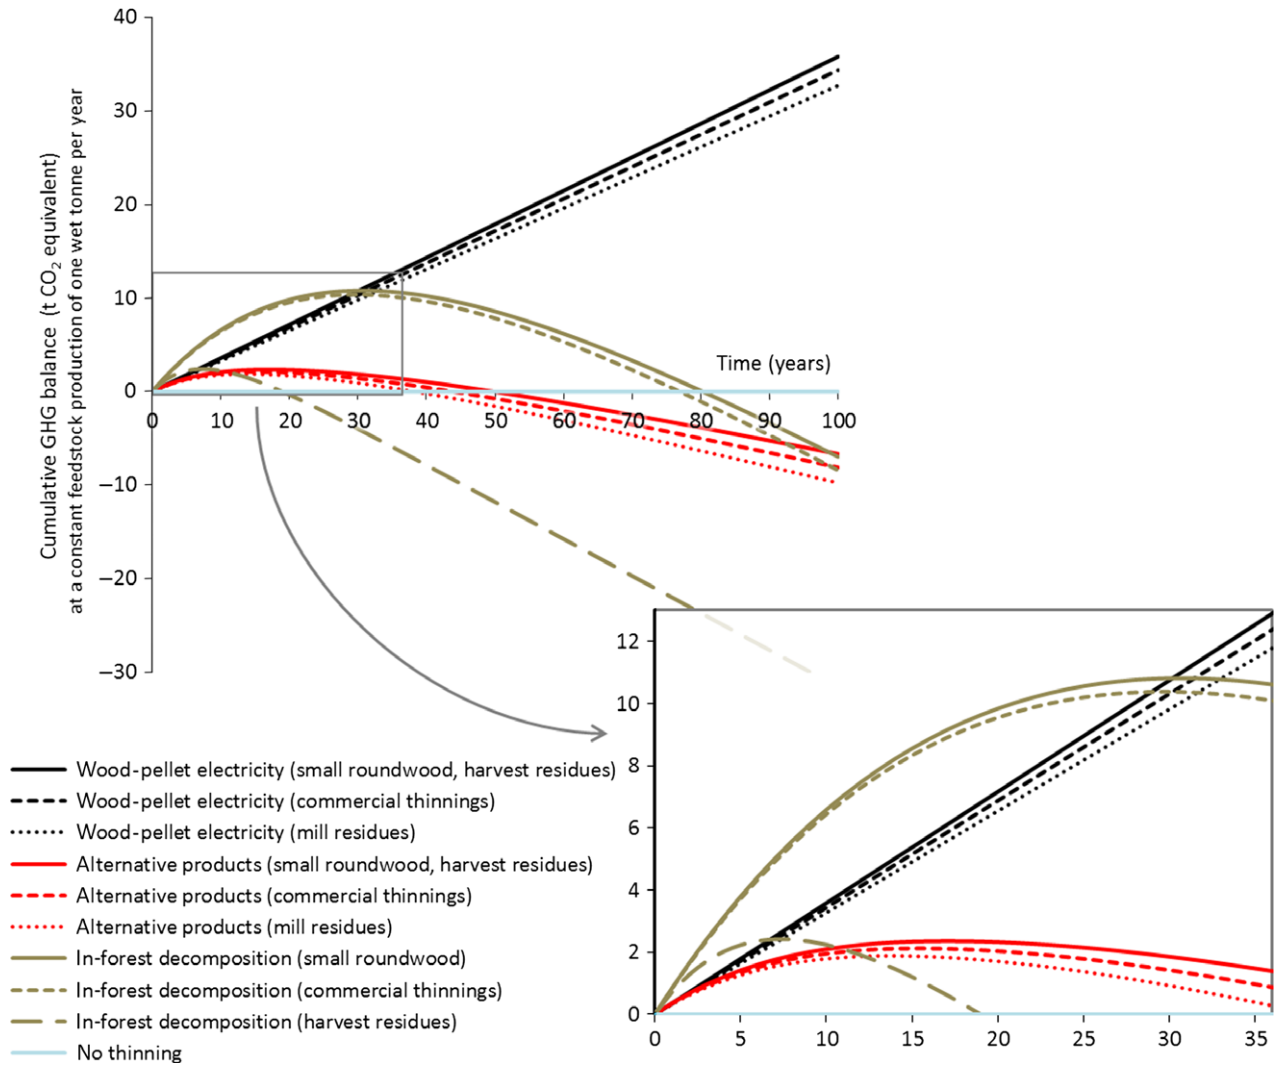 40
30
20
10
0
−10
−20
−30
Cumulative GHG balance (t CO₂ equivalent)
at a constant feedstock production of one wet tonne per year
Time (years)
0 10 20 30 40 50 60 70 80 90 100
12
10
8
6
4
2
0
0 5 10 15 20 25 30 35
Wood-pellet electricity (small roundwood, harvest residues)
Wood-pellet electricity (commercial thinnings)
Wood-pellet electricity (mill residues)
Alternative products (small roundwood, harvest residues)
Alternative products (commercial thinnings)
Alternative products (mill residues)
In-forest decomposition (small roundwood)
In-forest decomposition (commercial thinnings)
In-forest decomposition (harvest residues)
No thinning